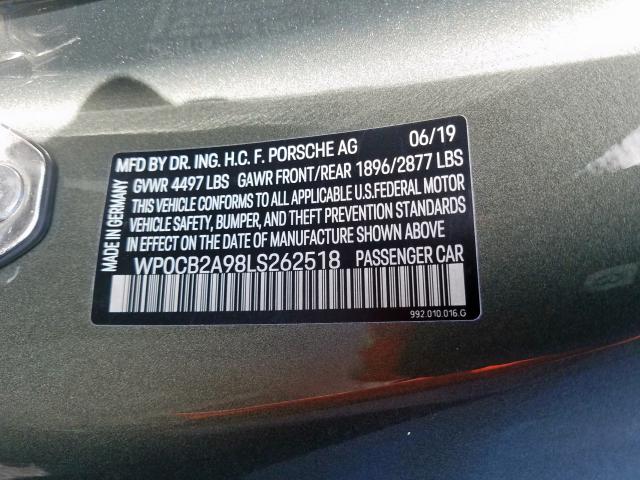 MFD BY DR. ING. H.C. F. PORSCHE AG 06/19
GVWR 4497 LBS GAWR FRONT/REAR 1896/2877 LBS
THIS VEHICLE CONFORMS TO ALL APPLICABLE U.S.FEDERAL MOTOR
VEHICLE SAFETY, BUMPER, AND THEFT PREVENTION STANDARDS
IN EFFECT ON THE DATE OF MANUFACTURE SHOWN ABOVE
WP0CB2A98LS262518 PASSENGER CAR
992.010.016.G
MADE IN GERMANY